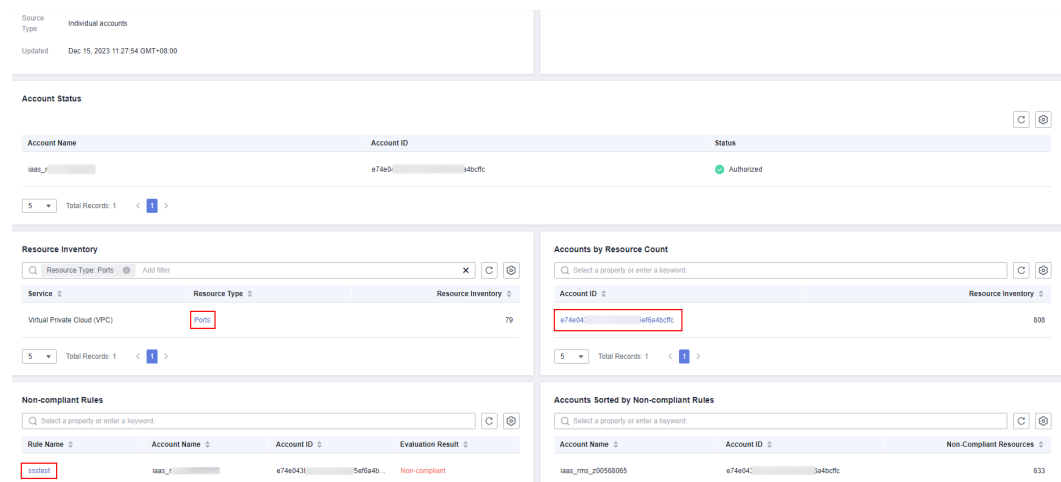 Source Type Individual accounts
Updated Dec 15, 2023 11:27:54 GMT+08:00
Account Status
Account Name Account ID Status
iaas_r e74e0 a4bcffc Authorized
5 Total Records: 1 < 1 >
Resource Inventory
Resource Type: Ports Add filter
Service Resource Type Resource Inventory
Virtual Private Cloud (VPC) Ports 79
5 Total Records: 1 < 1 >
Accounts by Resource Count
Select a property or enter a keyword.
Account ID Resource Inventory
e74e04 ef6a4bcffc 808
5 Total Records: 1 < 1 >
Non-compliant Rules
Select a property or enter a keyword.
Rule Name Account Name Account ID Evaluation Result
ssstest iaas_r e74e043 5ef6a4b... Non-compliant
Accounts Sorted by Non-compliant Rules
Select a property or enter a keyword.
Account Name Account ID Non-Compliant Resources
iaas_rms_z00568065 e74e04 a4bcffc 633